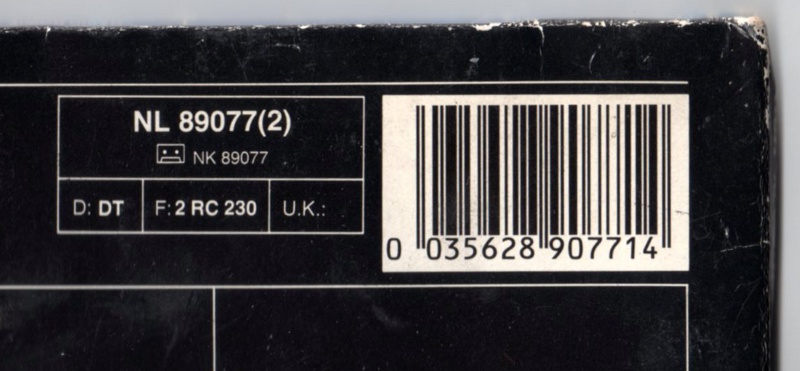 NL 89077(2)
NK 89077
D: DT
F: 2 RC 230
U.K.:
0 035628 907714